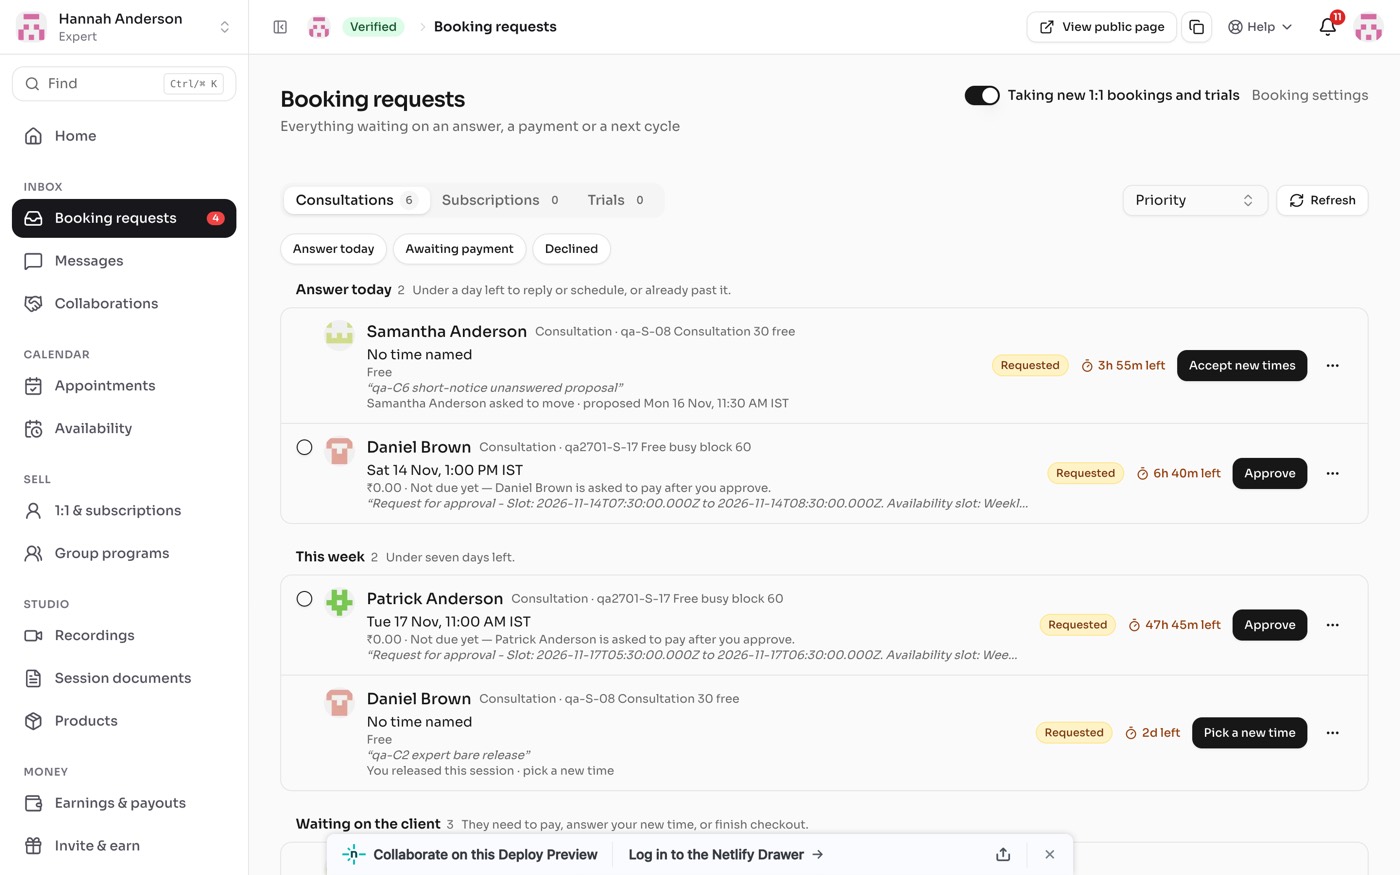 Hannah Anderson
Expert
Find
Ctrl/⌘ K
Home
INBOX
Booking requests 4
Messages
Collaborations
CALENDAR
Appointments
Availability
SELL
1:1 & subscriptions
Group programs
STUDIO
Recordings
Session documents
Products
MONEY
Earnings & payouts
Invite & earn
Verified
Booking requests
View public page
Help
11
Booking requests
Everything waiting on an answer, a payment or a next cycle
Taking new 1:1 bookings and trials
Booking settings
Consultations 6
Subscriptions 0
Trials 0
Priority
Refresh
Answer today
Awaiting payment
Declined
Answer today 2 Under a day left to reply or schedule, or already past it.
Samantha Anderson Consultation · qa-S-08 Consultation 30 free
No time named
Free
“qa-C6 short-notice unanswered proposal”
Samantha Anderson asked to move · proposed Mon 16 Nov, 11:30 AM IST
Requested
3h 55m left
Accept new times
Daniel Brown Consultation · qa2701-S-17 Free busy block 60
Sat 14 Nov, 1:00 PM IST
₹0.00 · Not due yet — Daniel Brown is asked to pay after you approve.
“Request for approval - Slot: 2026-11-14T07:30:00.000Z to 2026-11-14T08:30:00.000Z. Availability slot: Weekl...
Requested
6h 40m left
Approve
This week 2 Under seven days left.
Patrick Anderson Consultation · qa2701-S-17 Free busy block 60
Tue 17 Nov, 11:00 AM IST
₹0.00 · Not due yet — Patrick Anderson is asked to pay after you approve.
“Request for approval - Slot: 2026-11-17T05:30:00.000Z to 2026-11-17T06:30:00.000Z. Availability slot: Wee...
Requested
47h 45m left
Approve
Daniel Brown Consultation · qa-S-08 Consultation 30 free
No time named
Free
“qa-C2 expert bare release”
You released this session · pick a new time
Requested
2d left
Pick a new time
Waiting on the client 3 They need to pay, answer your new time, or finish checkout.
Collaborate on this Deploy Preview
Log in to the Netlify Drawer →